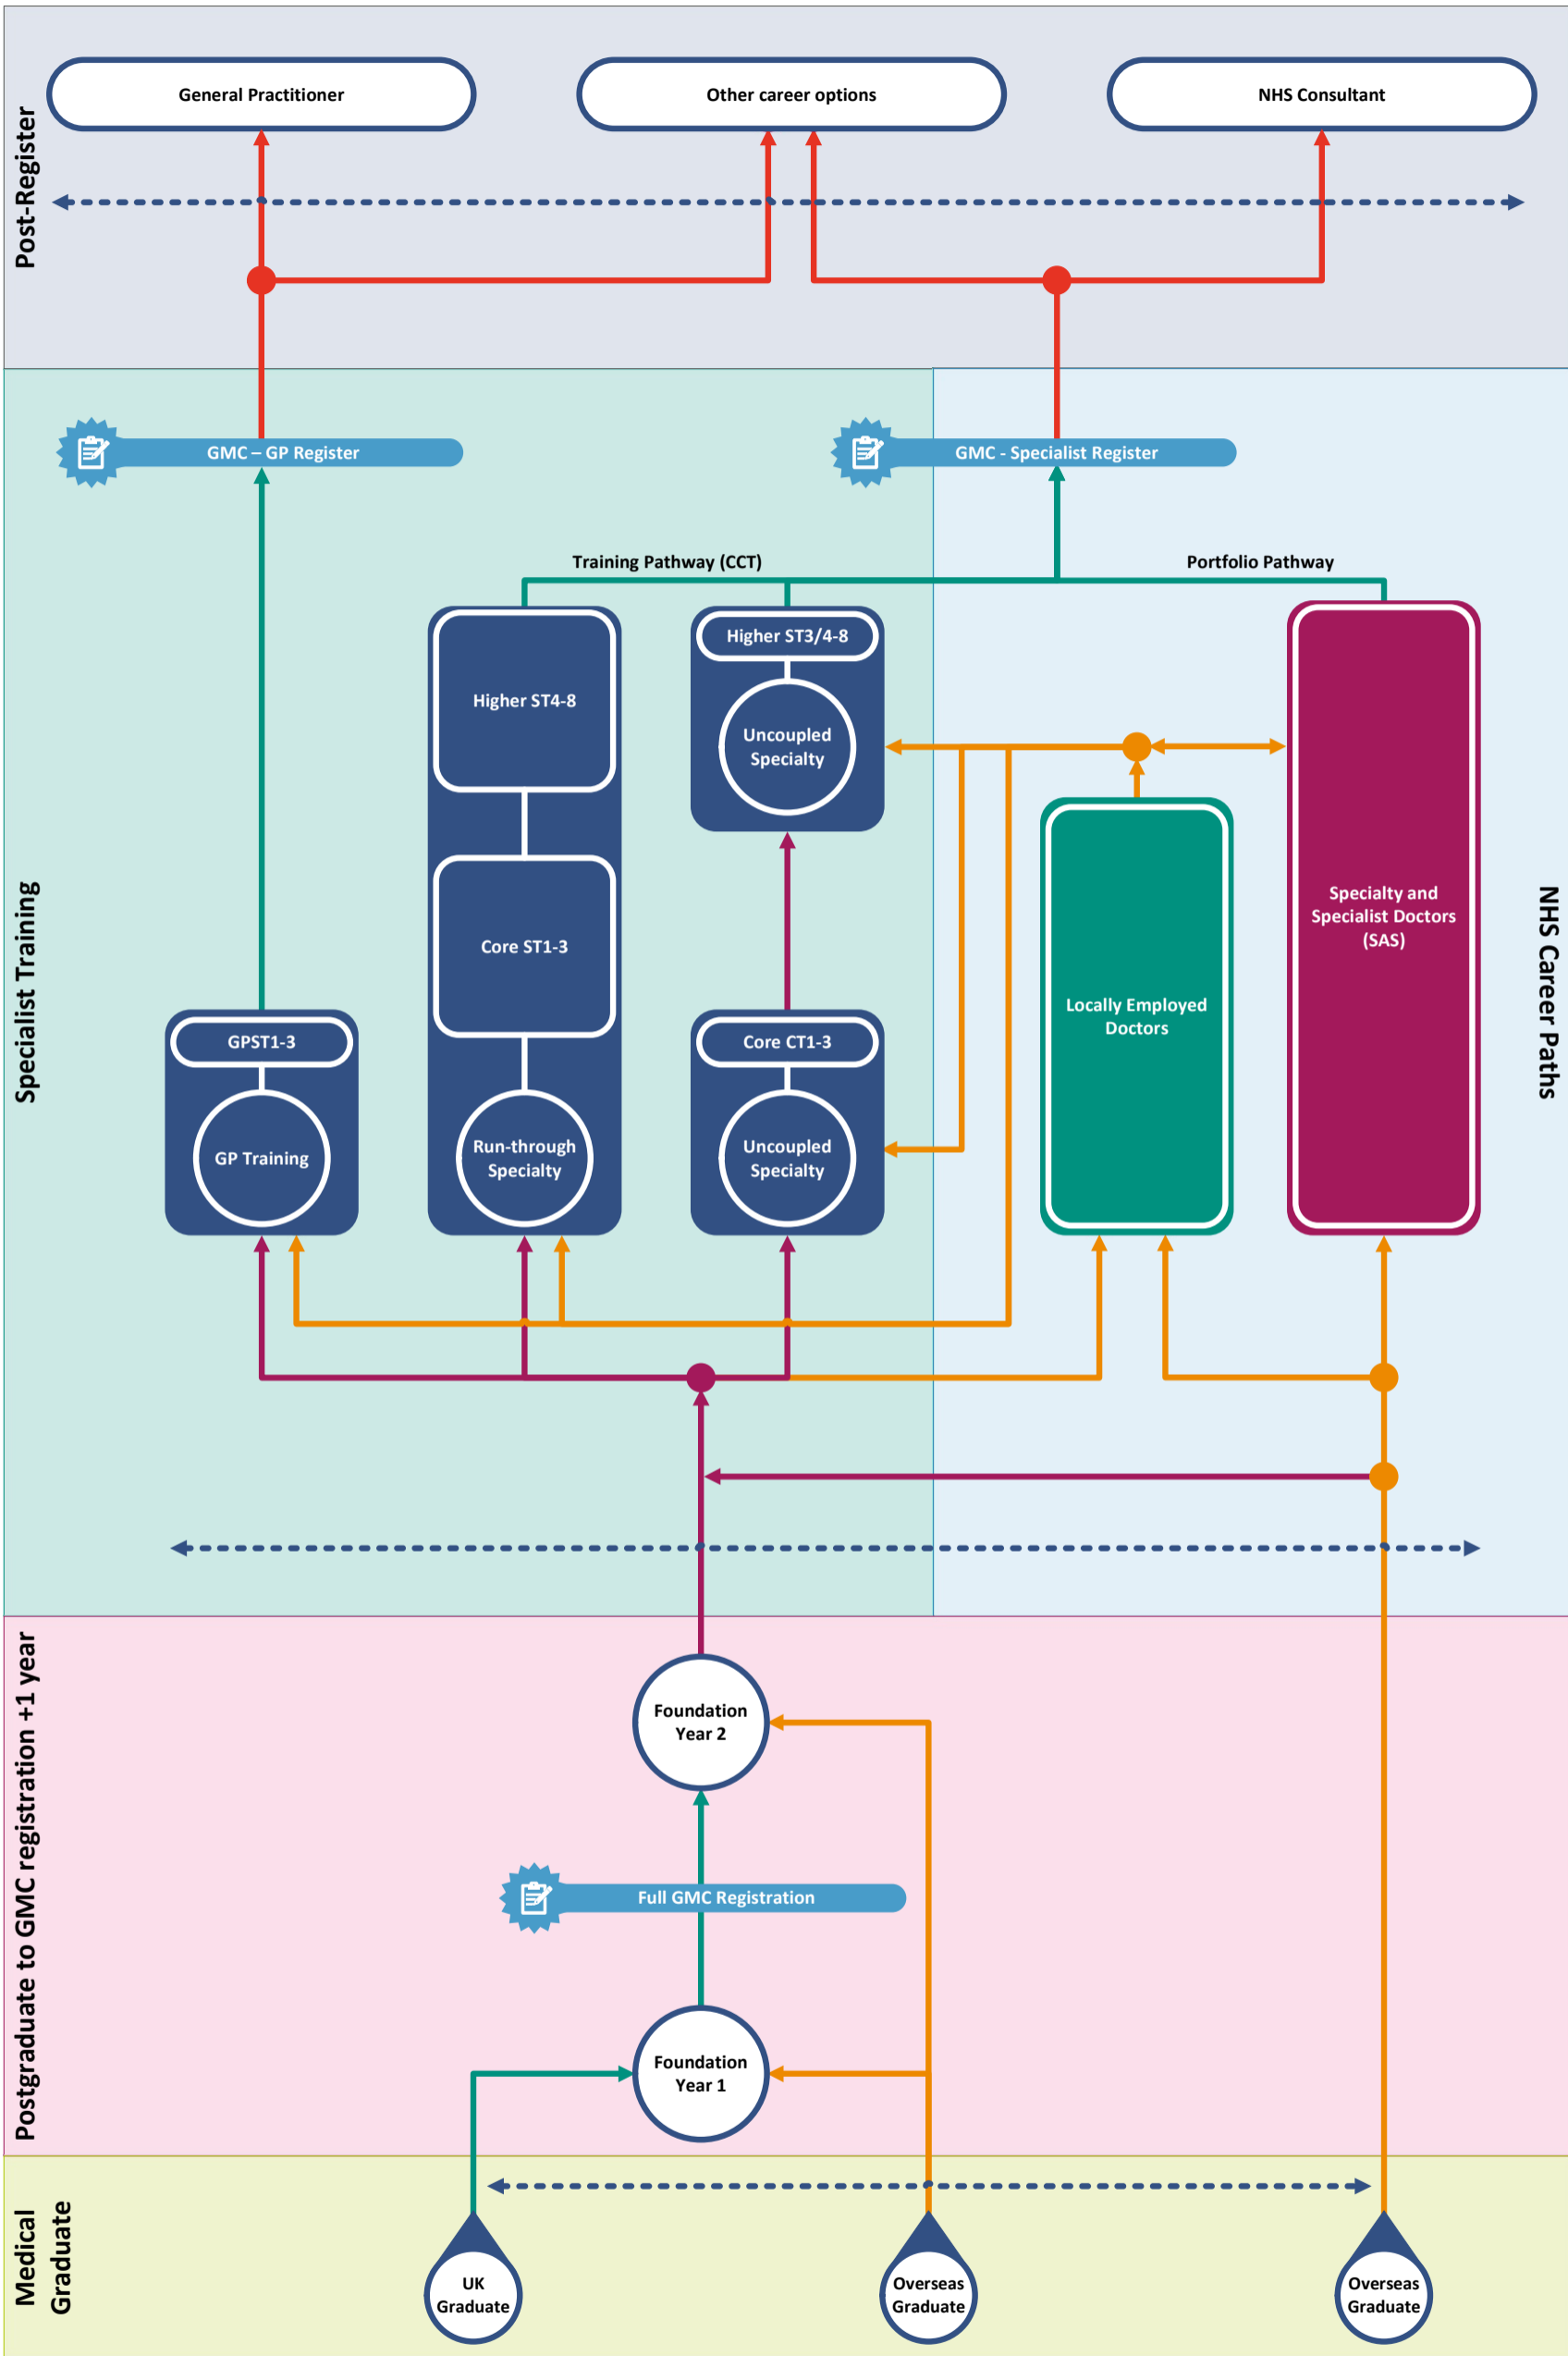 General Practitioner
Other career options
NHS Consultant
Post-Register
GMC – GP Register
GMC - Specialist Register
Training Pathway (CCT)
Portfolio Pathway
Higher ST4-8
Higher ST3/4-8
Uncoupled
Specialty
Core ST1-3
Specialty and
Specialist Doctors
(SAS)
Locally Employed
Doctors
Specialist Training
NHS Career Paths
GPST1-3
GP Training
Run-through
Specialty
Core CT1-3
Uncoupled
Specialty
Foundation
Year 2
Postgraduate to GMC registration +1 year
Full GMC Registration
Foundation
Year 1
Medical
Graduate
UK
Graduate
Overseas
Graduate
Overseas
Graduate